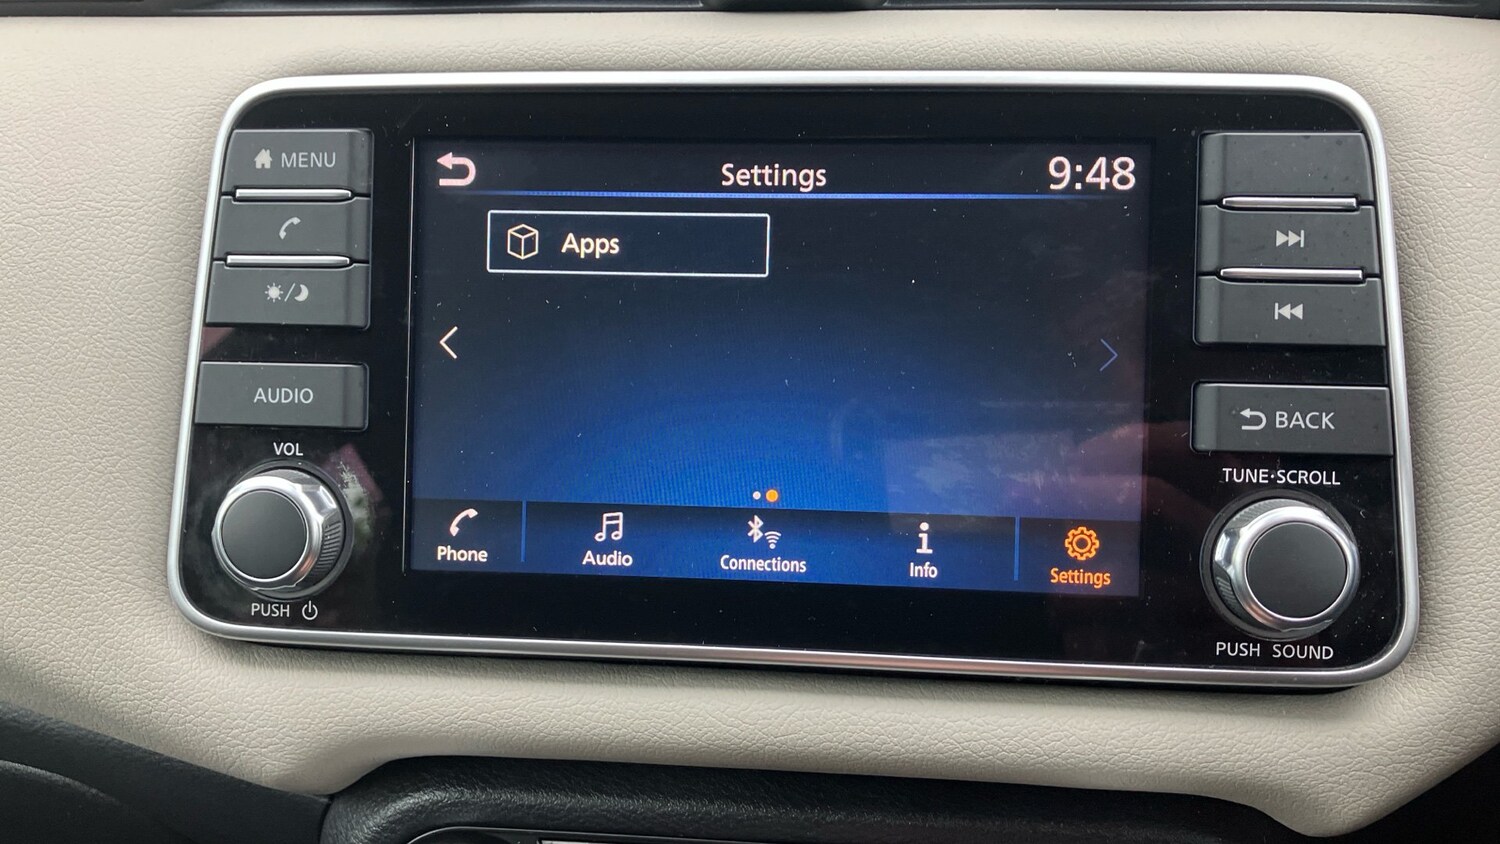 MENU
AUDIO
VOL
PUSH
Settings
9:48
Apps
Phone
Audio
Connections
Info
Settings
BACK
TUNE·SCROLL
PUSH SOUND